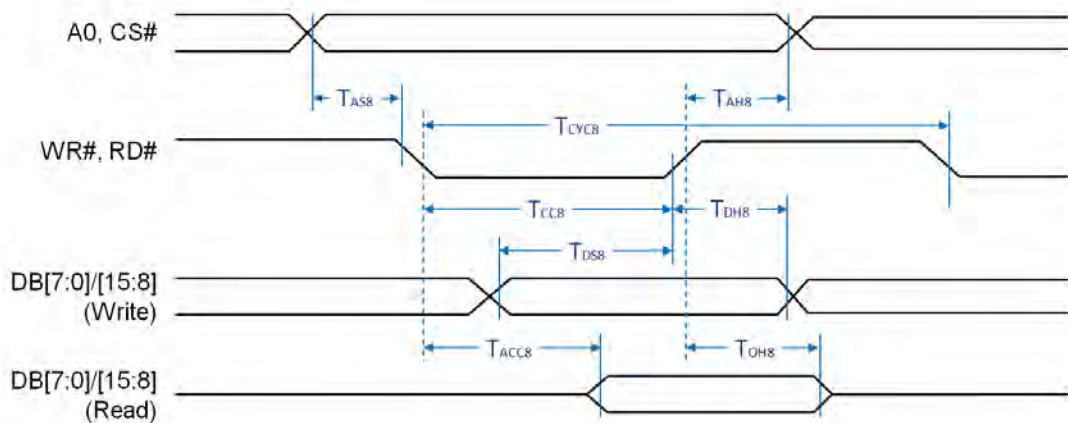 A0, CS#
TAS8
TAH8
TCYC8
WR#, RD#
TCC8
TDH8
TDS8
DB[7:0]/[15:8]
(Write)
TACC8
TOH8
DB[7:0]/[15:8]
(Read)